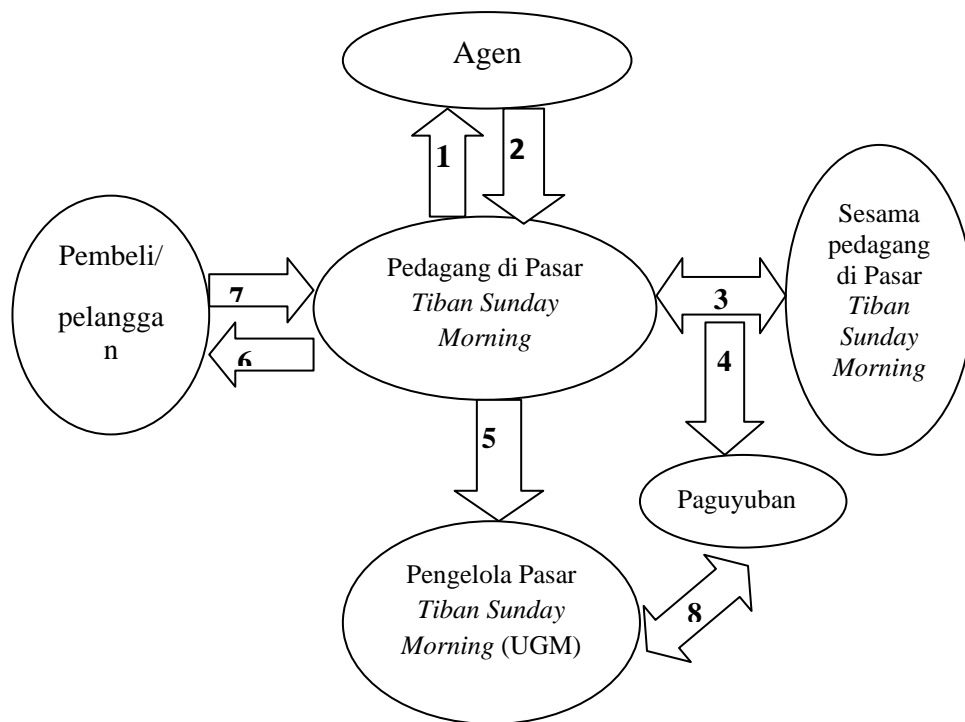 Agen
1
2
Pembeli/
pelangga
n
7
6
Pedagang di Pasar
Tiban Sunday
Morning
3
Sesama
pedagang
di Pasar
Tiban
Sunday
Morning
4
5
Paguyuban
Pengelola Pasar
Tiban Sunday
Morning (UGM)
8